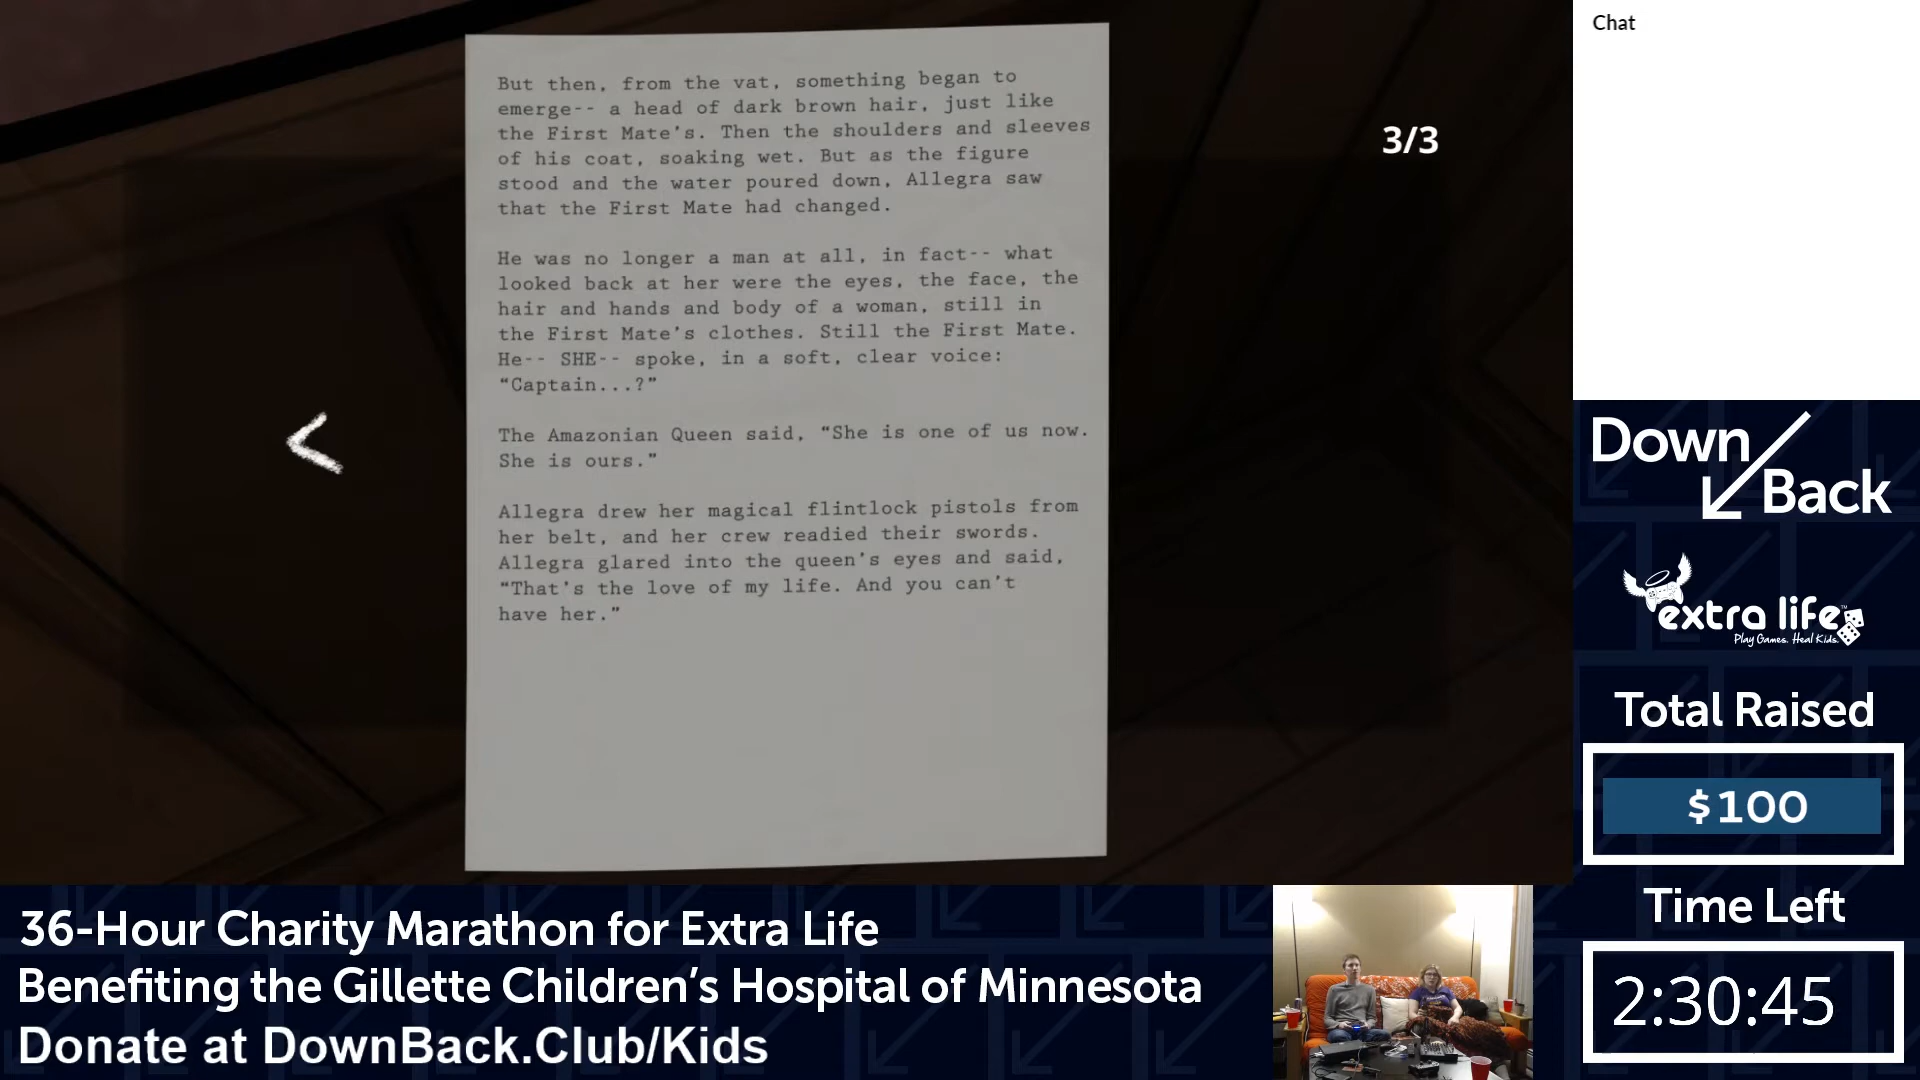 But then, from the vat, something began to
emerge-- a head of dark brown hair, just like
the First Mate's. Then the shoulders and sleeves
of his coat, soaking wet. But as the figure
stood and the water poured down, Allegra saw
that the First Mate had changed.
He was no longer a man at all, in fact-- what
looked back at her were the eyes, the face, the
hair and hands and body of a woman, still in
the First Mate's clothes. Still the First Mate.
He-- SHE-- spoke, in a soft, clear voice:
“Captain...?”
The Amazonian Queen said, “She is one of us now.
She is ours.”
Allegra drew her magical flintlock pistols from
her belt, and her crew readied their swords.
Allegra glared into the queen's eyes and said,
“That's the love of my life. And you can't
have her.”
3/3
<
Chat
Down
Back
extra life
Play Games. Heal Kids.
Total Raised
$100
Time Left
2:30:45
36-Hour Charity Marathon for Extra Life
Benefiting the Gillette Children's Hospital of Minnesota
Donate at DownBack.Club/Kids